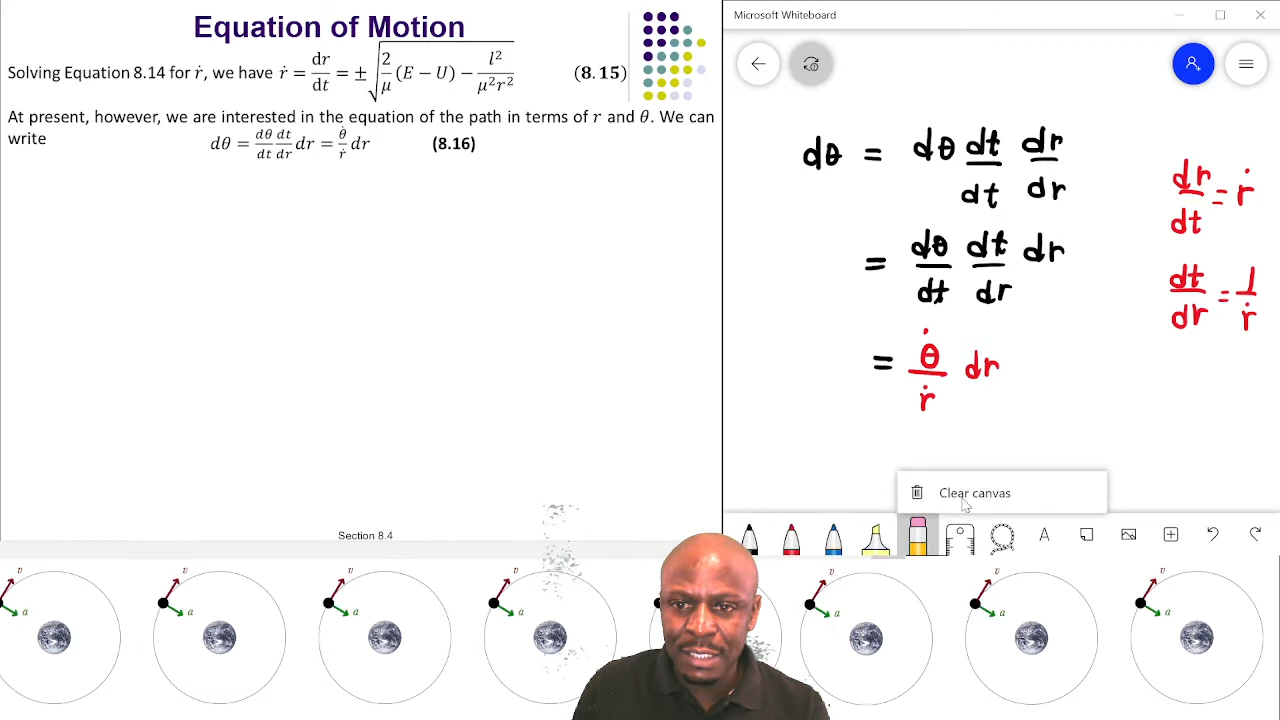 Equation of Motion
Solving Equation 8.14 for ṙ, we have ṙ = dr/dt = ± √(2/μ (E − U) − l²/(μ²r²)) (8.15)
At present, however, we are interested in the equation of the path in terms of r and θ. We can
write
dθ = dθ/dt dt/dr dr = θ̇/ṙ dr (8.16)
Section 8.4
Microsoft Whiteboard
dθ = dθ dt/dt dr/dr
= dθ/dt dt/dr dr
= θ̇/ṙ dr
dr/dt = ṙ
dt/dr = 1/ṙ
Clear canvas
A
v
a
v
a
v
a
v
a
v
a
v
a
v
a